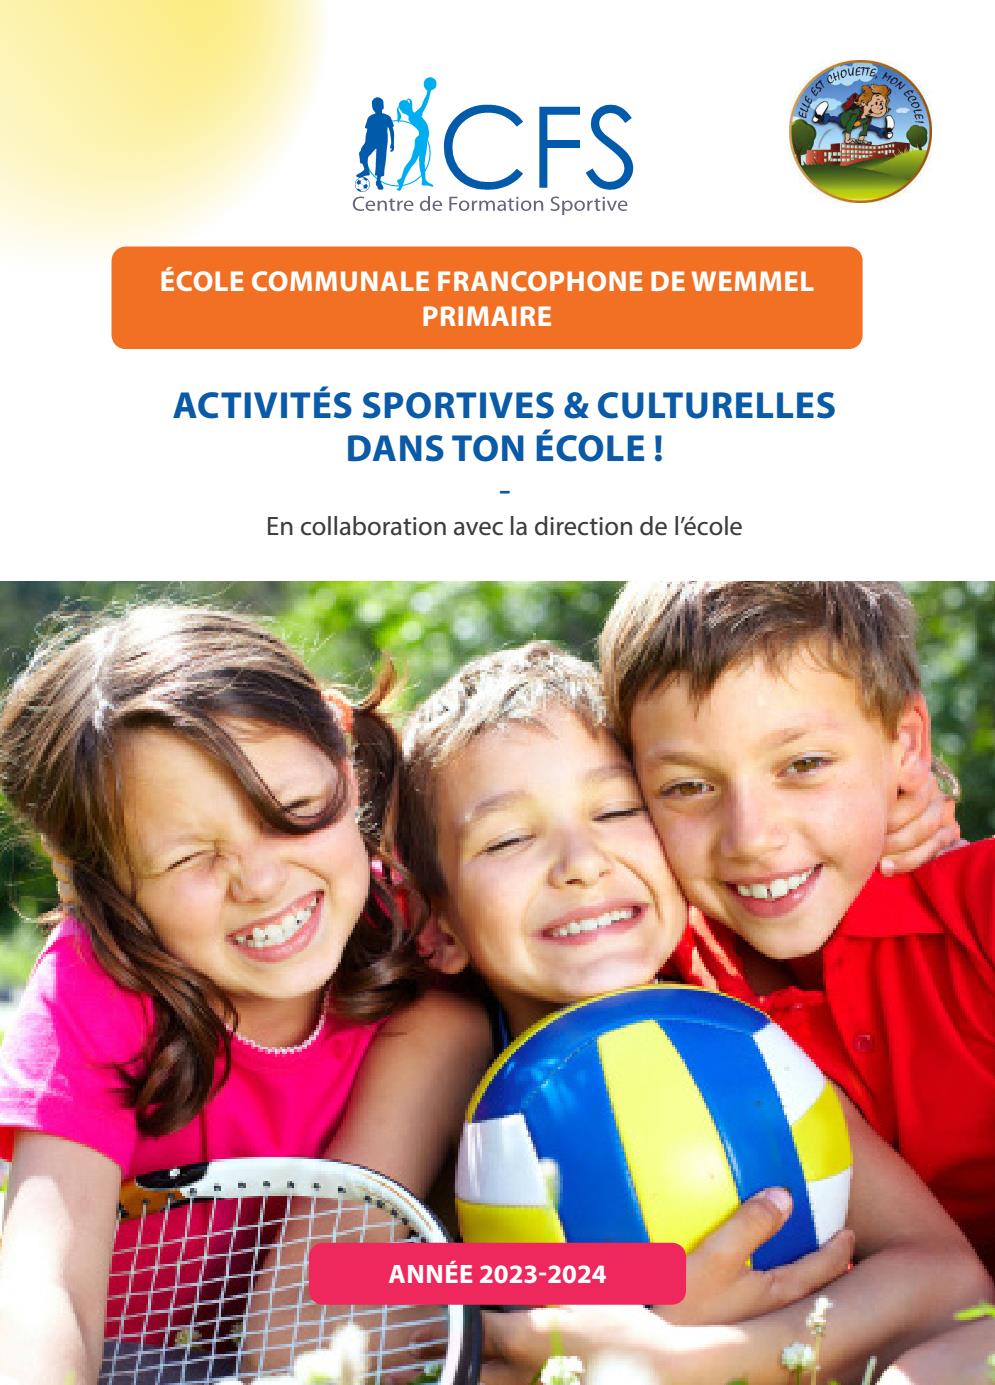 CFS
Centre de Formation Sportive
ELLE EST CHOUETTE, MON ÉCOLE!
ÉCOLE COMMUNALE FRANCOPHONE DE WEMMEL
PRIMAIRE
ACTIVITÉS SPORTIVES & CULTURELLES
DANS TON ÉCOLE !
-
En collaboration avec la direction de l’école
ANNÉE 2023-2024